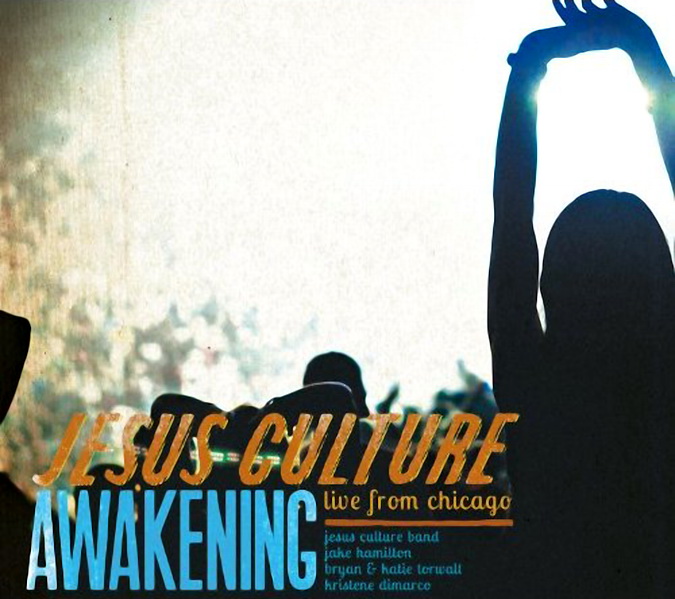 JESUS CULTURE
AWAKENING
live from chicago
jesus culture band
jake hamilton
bryan & katie torwalt
kristene dimarco